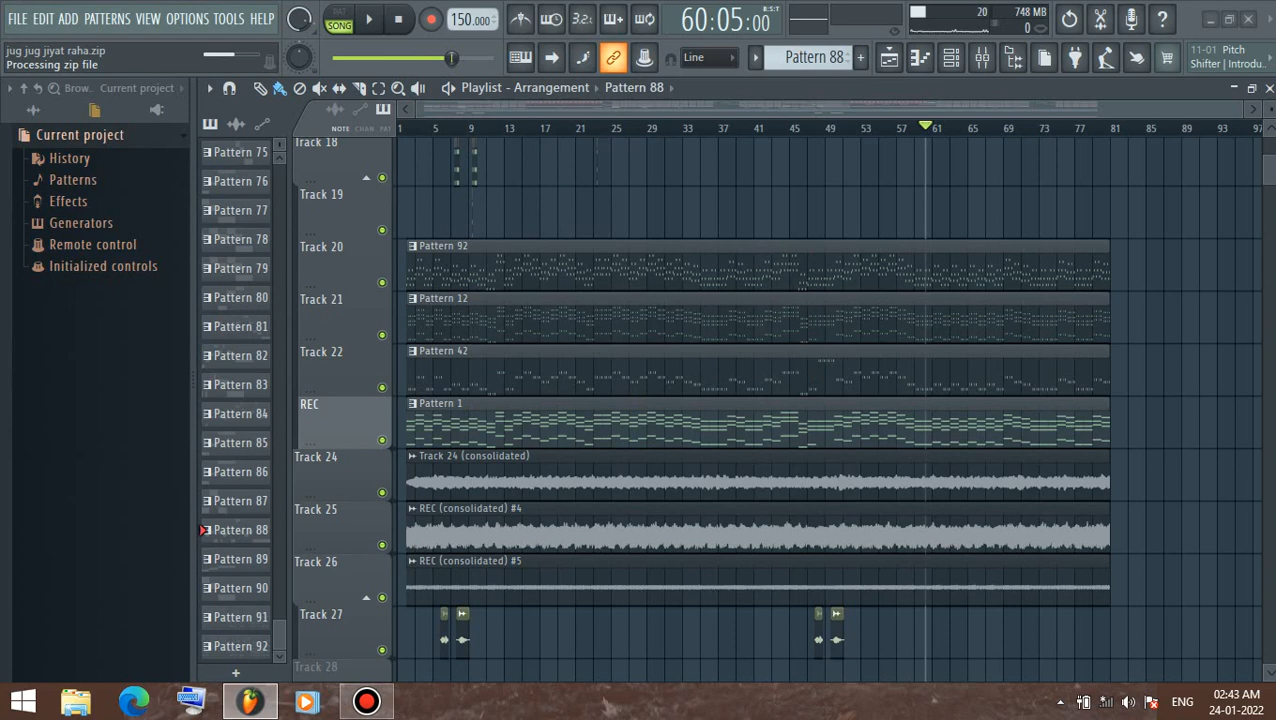 FILE EDIT ADD PATTERNS VIEW OPTIONS TOOLS HELP
PAT
SONG
150.000
3.2.
60:05:00
B:S:T
20
748 MB
0
jug jug jiyat raha.zip
Processing zip file
Line
Pattern 88
11-01 Pitch
Shifter | Introdu..
Brow..
Current project
Playlist - Arrangement
Pattern 88
Current project
History
Patterns
Effects
Generators
Remote control
Initialized controls
NOTE CHAN PAT
1 5 9 13 17 21 25 29 33 37 41 45 49 53 57 61 65 69 73 77 81 85 89 93 97
Pattern 75
Pattern 76
Pattern 77
Pattern 78
Pattern 79
Pattern 80
Pattern 81
Pattern 82
Pattern 83
Pattern 84
Pattern 85
Pattern 86
Pattern 87
Pattern 88
Pattern 89
Pattern 90
Pattern 91
Pattern 92
Track 18
Track 19
Track 20
Pattern 92
Track 21
Pattern 12
Track 22
Pattern 42
REC
Pattern 1
Track 24
Track 24 (consolidated)
Track 25
REC (consolidated) #4
Track 26
REC (consolidated) #5
Track 27
Track 28
ENG
02:43 AM
24-01-2022